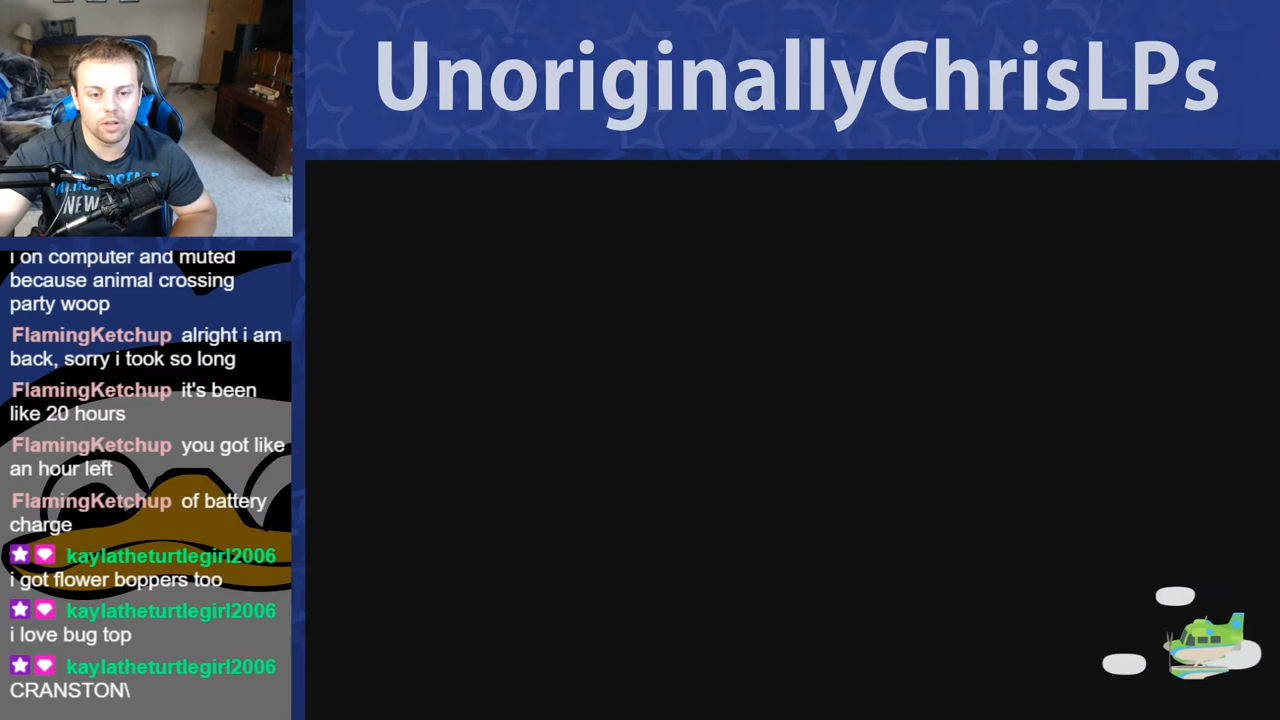 UnoriginallyChrisLPs
NEW
i on computer and muted
because animal crossing
party woop
FlamingKetchup alright i am
back, sorry i took so long
FlamingKetchup it's been
like 20 hours
FlamingKetchup you got like
an hour left
FlamingKetchup of battery
charge
kaylatheturtlegirl2006
i got flower boppers too
kaylatheturtlegirl2006
i love bug top
kaylatheturtlegirl2006
CRANSTON\